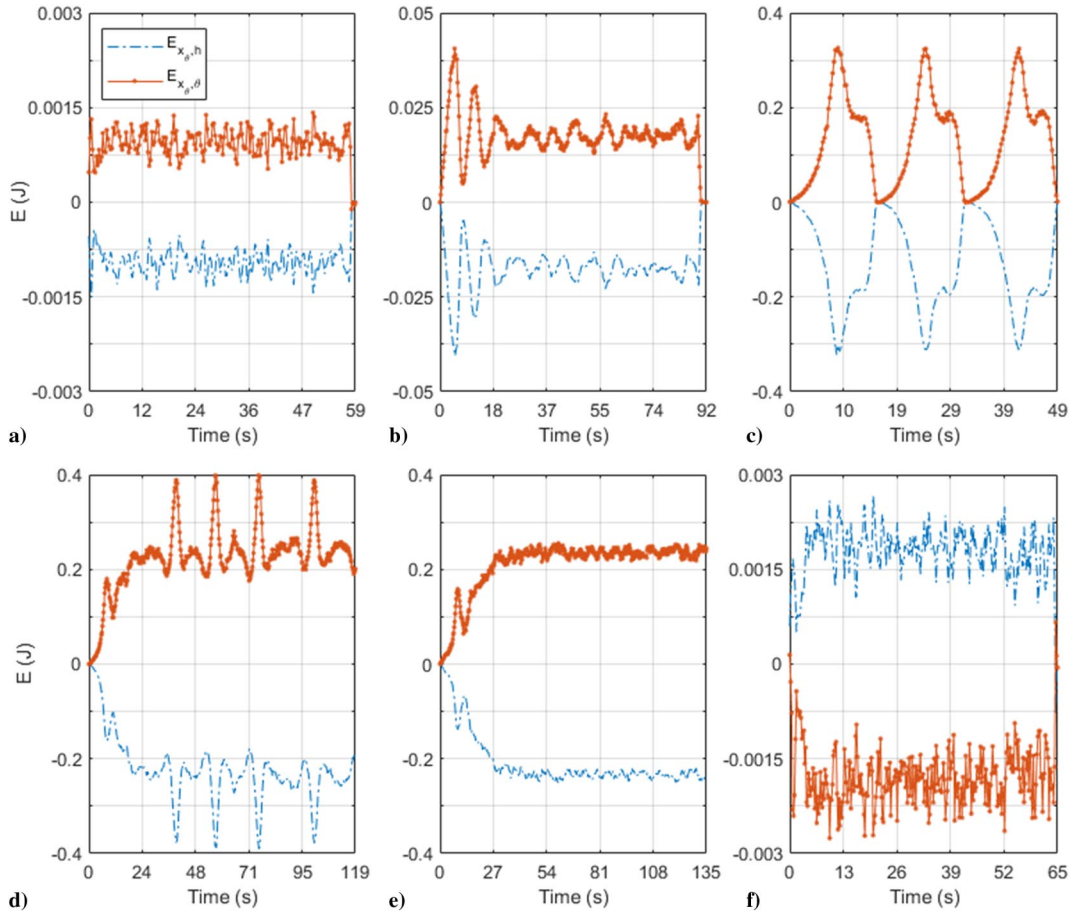 0.003
0.0015
0
-0.0015
-0.003
E (J)
E_{x_θ,h}
E_{x_θ,θ}
0 12 24 36 47 59
Time (s)
a)
0.05
0.025
0
-0.025
-0.05
0 18 37 55 74 92
Time (s)
b)
0.4
0.2
0
-0.2
-0.4
0 10 19 29 39 49
Time (s)
c)
0.4
0.2
0
-0.2
-0.4
E (J)
0 24 48 71 95 119
Time (s)
d)
0.4
0.2
0
-0.2
-0.4
0 27 54 81 108 135
Time (s)
e)
0.003
0.0015
0
-0.0015
-0.003
0 13 26 39 52 65
Time (s)
f)